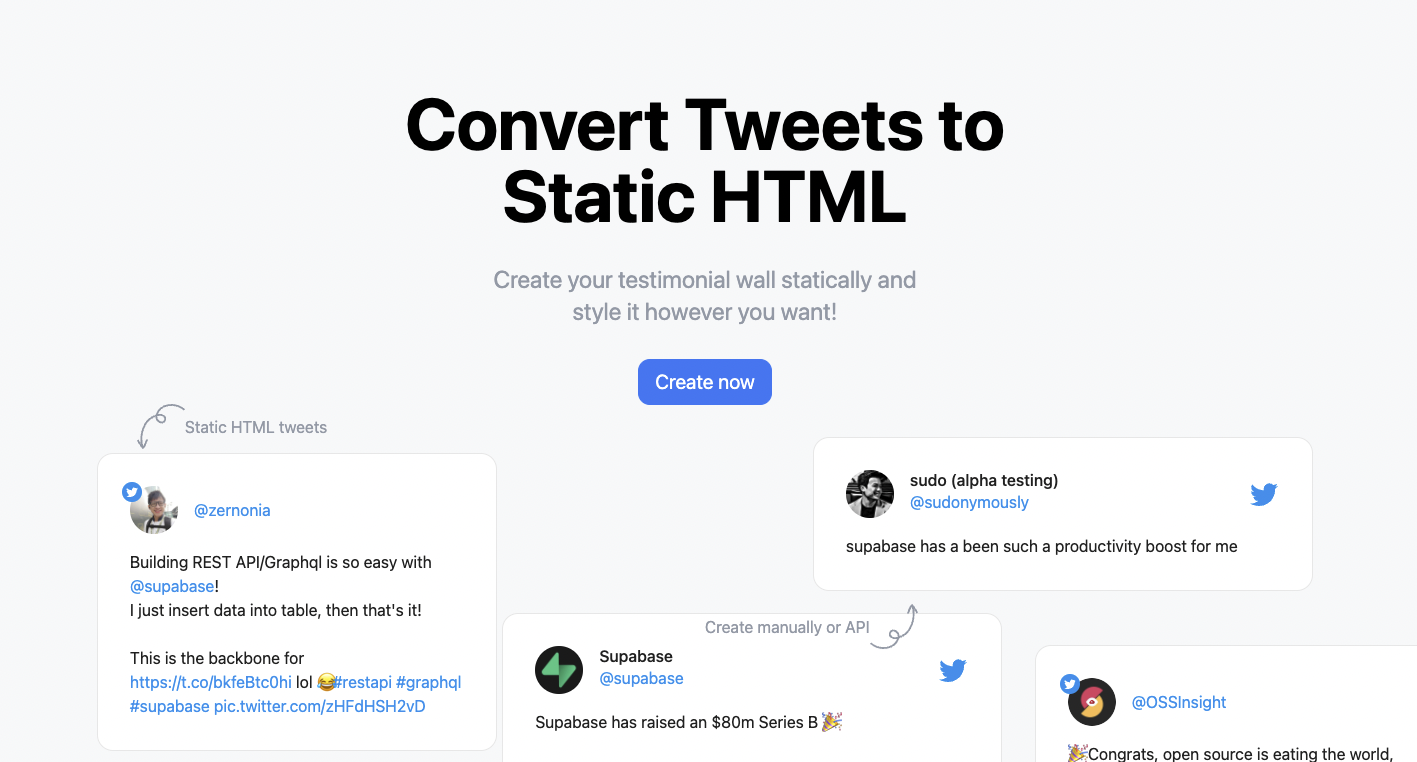 Convert Tweets to
Static HTML
Create your testimonial wall statically and
style it however you want!
Create now
Static HTML tweets
@zernonia
Building REST API/Graphql is so easy with
@supabase!
I just insert data into table, then that's it!
This is the backbone for
https://t.co/bkfeBtc0hi lol 😂#restapi #graphql
#supabase pic.twitter.com/zHFdHSH2vD
sudo (alpha testing)
@sudonymously
supabase has a been such a productivity boost for me
Create manually or API
Supabase
@supabase
Supabase has raised an $80m Series B 🎉
@OSSInsight
🎉Congrats, open source is eating the world,